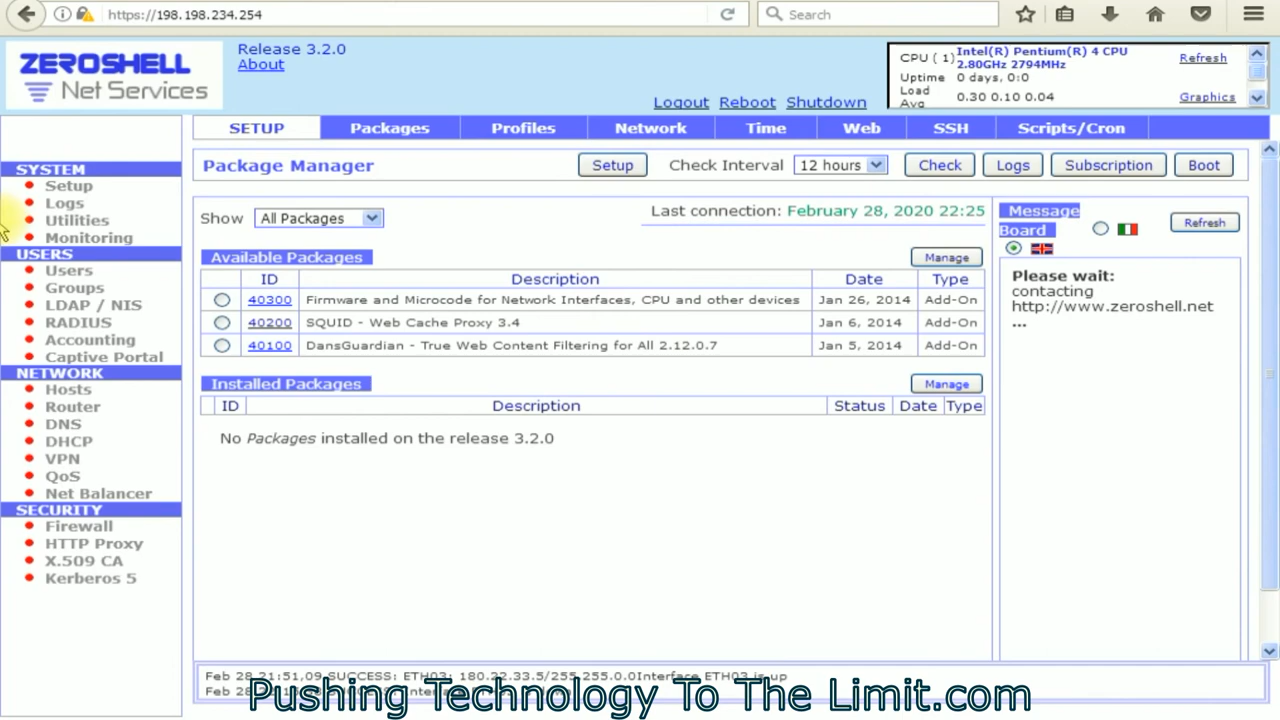 https://198.198.234.254
Search
ZEROSHELL
Net Services
Release 3.2.0
About
Logout Reboot Shutdown
CPU ( 1) Intel(R) Pentium(R) 4 CPU 2.80GHz 2794MHz Refresh
Uptime 0 days, 0:0
Load Avg 0.30 0.10 0.04 Graphics
SETUP Packages Profiles Network Time Web SSH Scripts/Cron
SYSTEM
Setup
Logs
Utilities
Monitoring
USERS
Users
Groups
LDAP / NIS
RADIUS
Accounting
Captive Portal
NETWORK
Hosts
Router
DNS
DHCP
VPN
QoS
Net Balancer
SECURITY
Firewall
HTTP Proxy
X.509 CA
Kerberos 5
Package Manager Setup Check Interval 12 hours Check Logs Subscription Boot
Show All Packages Last connection: February 28, 2020 22:25
Available Packages Manage
ID Description Date Type
40300 Firmware and Microcode for Network Interfaces, CPU and other devices Jan 26, 2014 Add-On
40200 SQUID - Web Cache Proxy 3.4 Jan 6, 2014 Add-On
40100 DansGuardian - True Web Content Filtering for All 2.12.0.7 Jan 5, 2014 Add-On
Installed Packages Manage
ID Description Status Date Type
No Packages installed on the release 3.2.0
Message Board Refresh
Please wait:
contacting
http://www.zeroshell.net
...
Feb 28 21:51,09 SUCCESS: ETH03: 180.22.33.5/255.255.0.0Interface ETH03 is up
Feb 28
Pushing Technology To The Limit.com